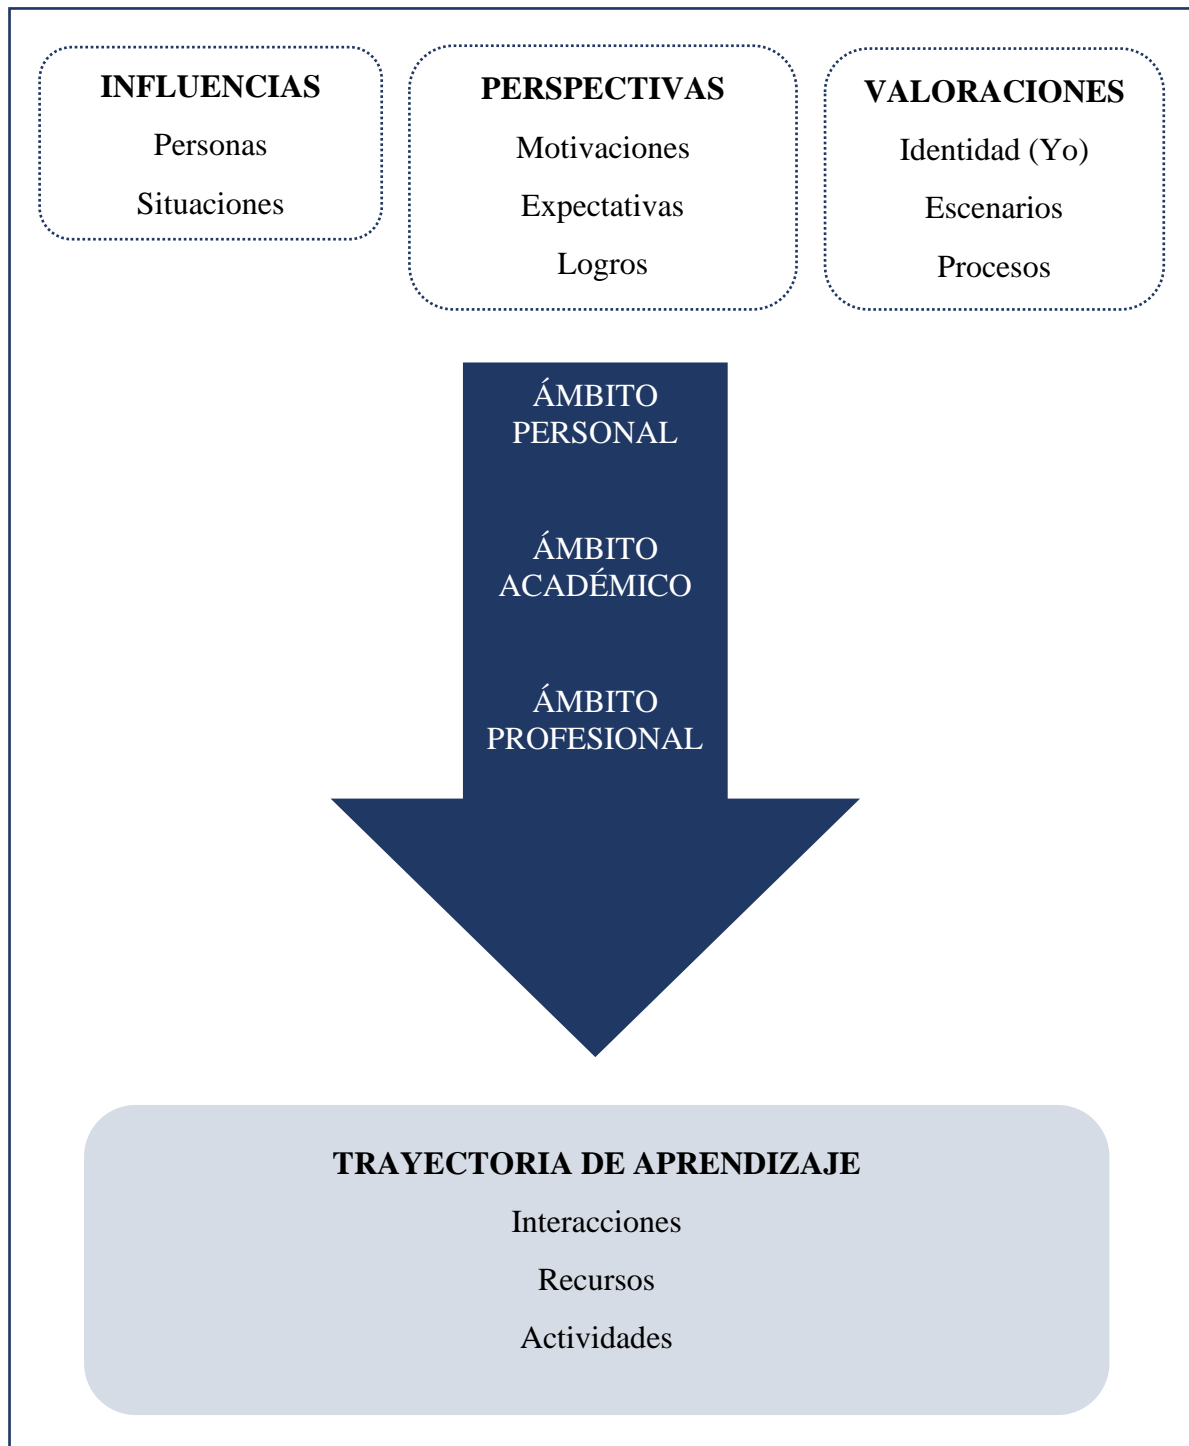 INFLUENCIAS
Personas
Situaciones
PERSPECTIVAS
Motivaciones
Expectativas
Logros
VALORACIONES
Identidad (Yo)
Escenarios
Procesos
ÁMBITO
PERSONAL
ÁMBITO
ACADÉMICO
ÁMBITO
PROFESIONAL
TRAYECTORIA DE APRENDIZAJE
Interacciones
Recursos
Actividades